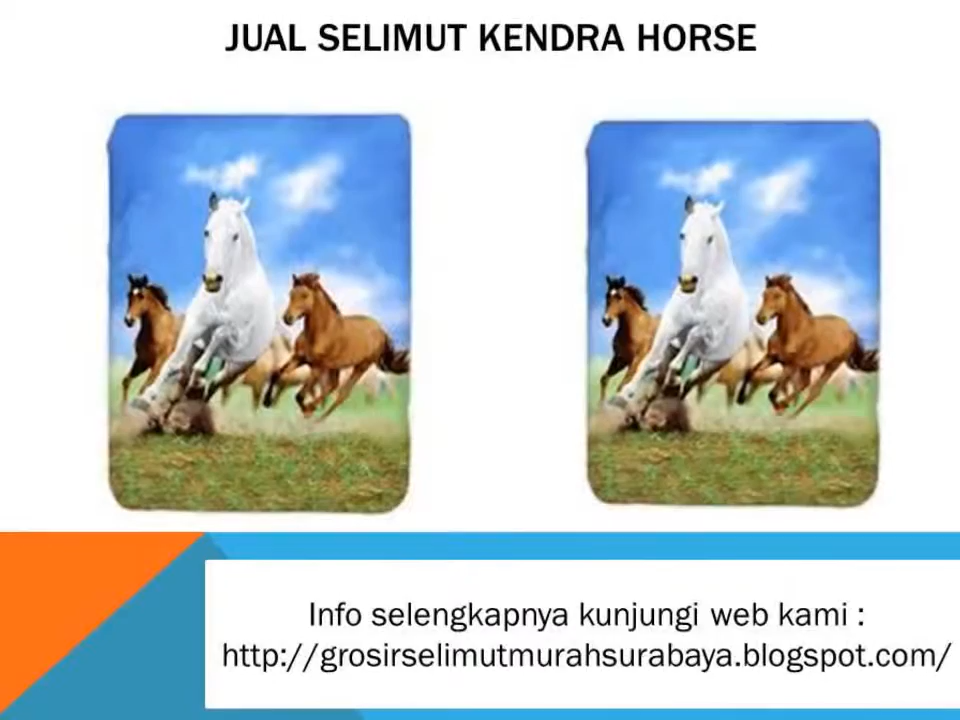 JUAL SELIMUT KENDRA HORSE
Info selengkapnya kunjungi web kami :
http://grosirselimutmurahsurabaya.blogspot.com/